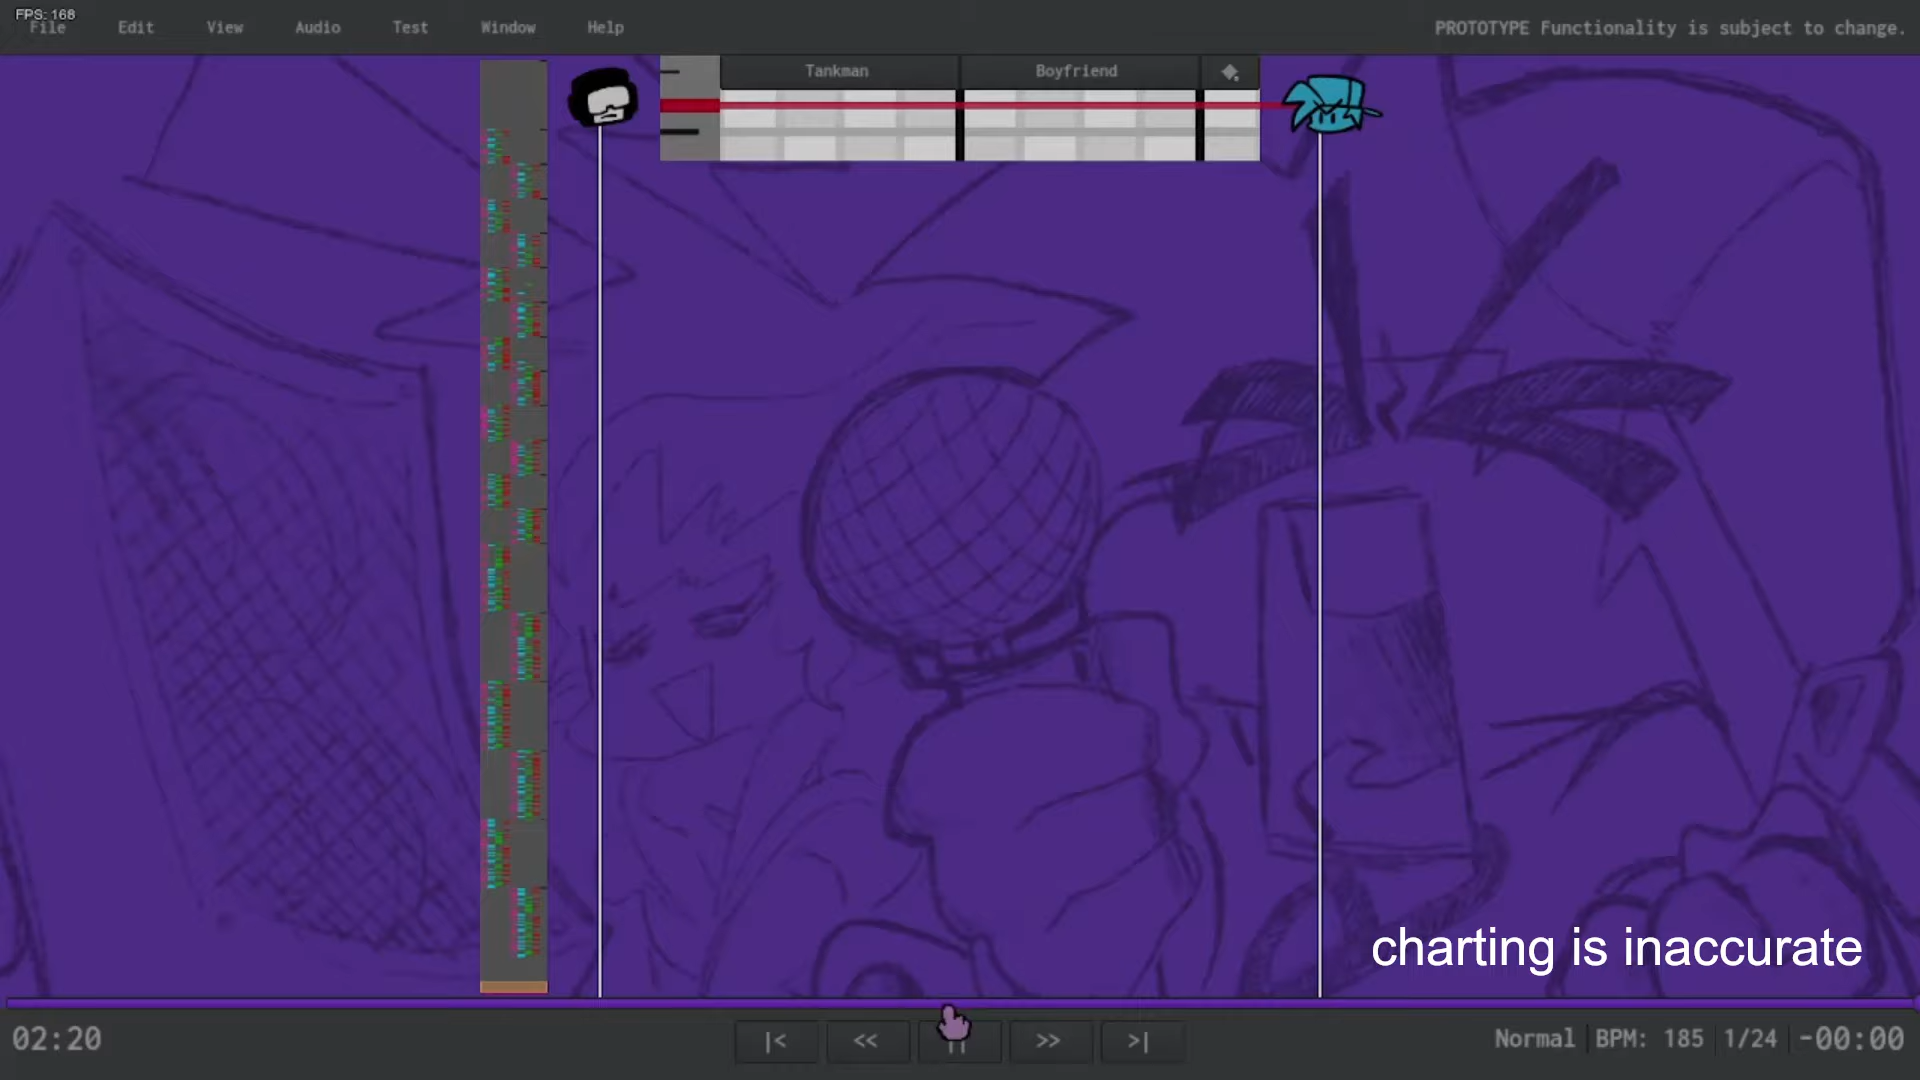 FPS: 168
File Edit View Audio Test Window Help
PROTOTYPE Functionality is subject to change.
Tankman Boyfriend
charting is inaccurate
02:20
|< << || >> >|
Normal BPM: 185 1/24 -00:00